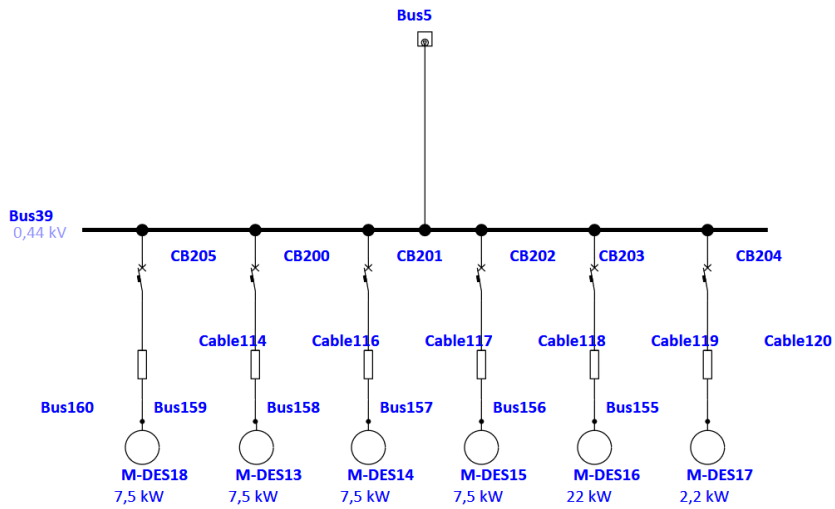 Bus5
Bus39
0,44 kV
CB205 CB200 CB201 CB202 CB203 CB204
Cable114 Cable116 Cable117 Cable118 Cable119 Cable120
Bus160 Bus159 Bus158 Bus157 Bus156 Bus155
M-DES18 M-DES13 M-DES14 M-DES15 M-DES16 M-DES17
7,5 kW 7,5 kW 7,5 kW 7,5 kW 22 kW 2,2 kW